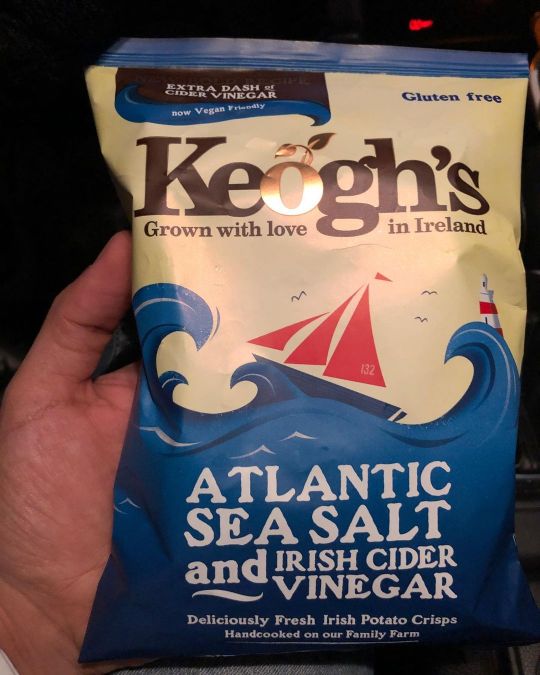 EXTRA DASH of
CIDER VINEGAR
now Vegan Friendly
Gluten free
Keogh's
Grown with love in Ireland
132
ATLANTIC
SEA SALT
and IRISH CIDER
VINEGAR
Deliciously Fresh Irish Potato Crisps
Handcooked on our Family Farm